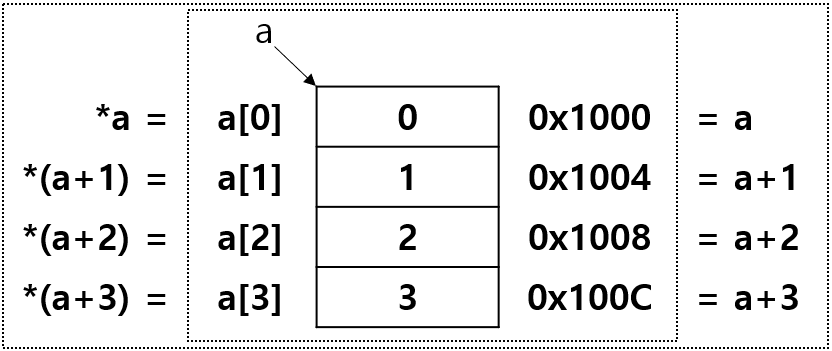 a
*a = a[0] 0 0x1000 = a
*(a+1) = a[1] 1 0x1004 = a+1
*(a+2) = a[2] 2 0x1008 = a+2
*(a+3) = a[3] 3 0x100C = a+3